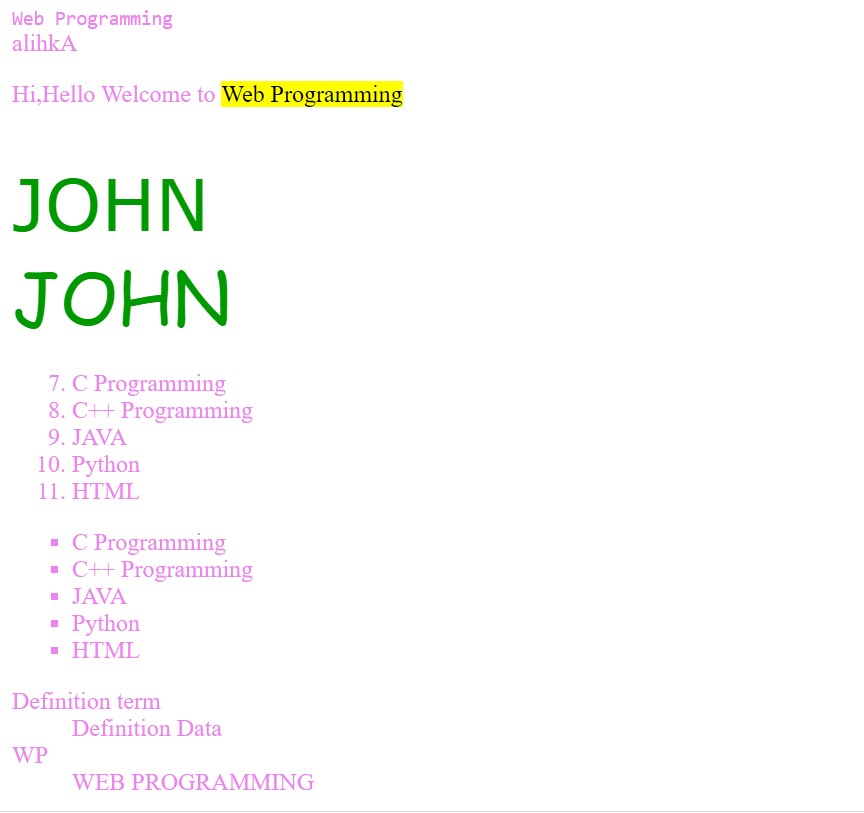 Web Programming
alihkA
Hi,Hello Welcome to Web Programming
JOHN
JOHN
7. C Programming
8. C++ Programming
9. JAVA
10. Python
11. HTML
▪ C Programming
▪ C++ Programming
▪ JAVA
▪ Python
▪ HTML
Definition term
Definition Data
WP
WEB PROGRAMMING